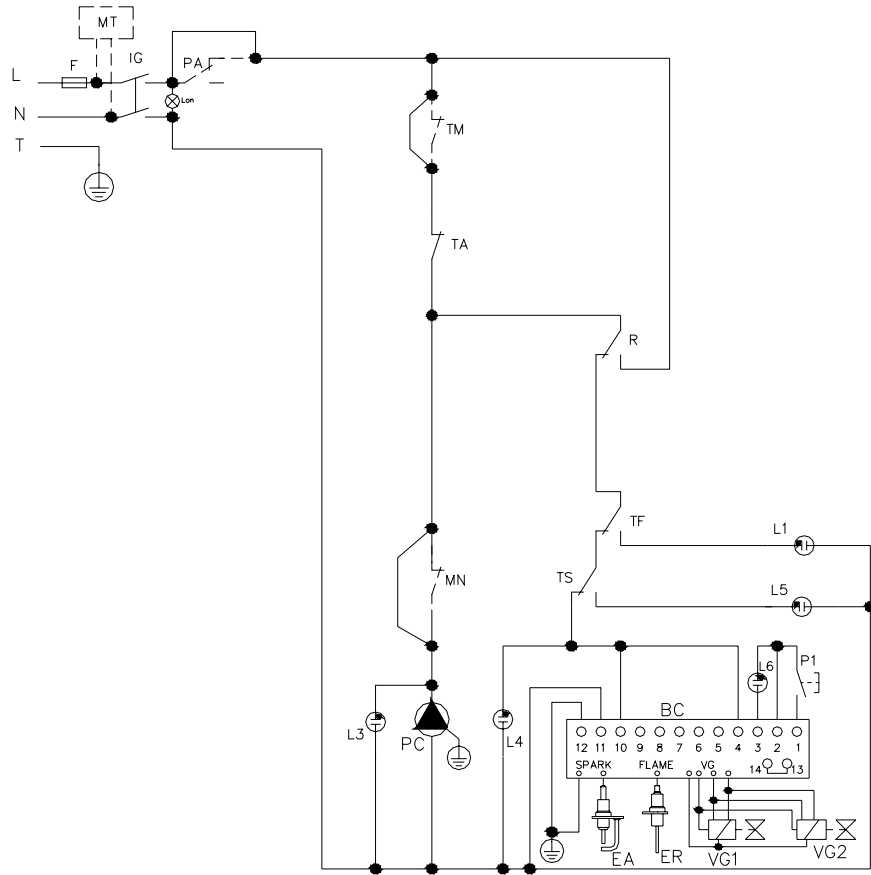 MT
F
IG
PA
L
Lon
N
TM
T
TA
R
L1
TF
TS
L5
MN
L6
P1
BC
L3
PC
L4
12 11 10 9 8 7 6 5 4 3 2 1
SPARK FLAME VG 14 13
EA ER VG1 VG2